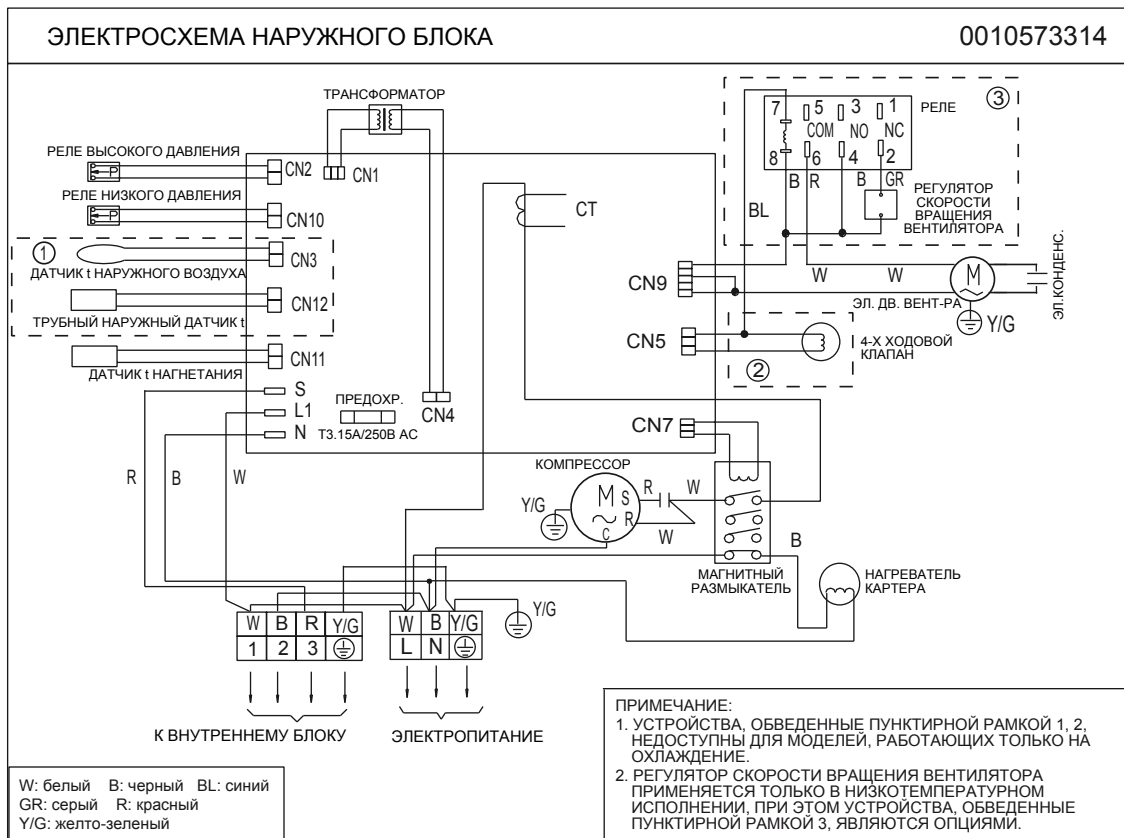 ЭЛЕКТРОСХЕМА НАРУЖНОГО БЛОКА
0010573314
ТРАНСФОРМАТОР
CN1
РЕЛЕ ВЫСОКОГО ДАВЛЕНИЯ
P
CN2
РЕЛЕ НИЗКОГО ДАВЛЕНИЯ
P
CN10
1
CN3
ДАТЧИК t НАРУЖНОГО ВОЗДУХА
CN12
ТРУБНЫЙ НАРУЖНЫЙ ДАТЧИК t
CN11
ДАТЧИК t НАГНЕТАНИЯ
S
L1
N
ПРЕДОХР.
T3.15A/250B AC
CN4
CT
3
7 5 3 1
РЕЛЕ
COM NO NC
8 6 4 2
B R B GR
BL
РЕГУЛЯТОР
СКОРОСТИ
ВРАЩЕНИЯ
ВЕНТИЛЯТОРА
CN9
W W
M
ЭЛ. ДВ. ВЕНТ-РА
Y/G
ЭЛ.КОНДЕНС.
CN5
2
4-Х ХОДОВОЙ
КЛАПАН
CN7
R B W
КОМПРЕССОР
M S
R
C
Y/G
R W
W
B
МАГНИТНЫЙ
РАЗМЫКАТЕЛЬ
НАГРЕВАТЕЛЬ
КАРТЕРА
W B R Y/G
1 2 3
W B Y/G
L N
Y/G
К ВНУТРЕННЕМУ БЛОКУ
ЭЛЕКТРОПИТАНИЕ
W: белый B: черный BL: синий
GR: серый R: красный
Y/G: желто-зеленый
ПРИМЕЧАНИЕ:
1. УСТРОЙСТВА, ОБВЕДЕННЫЕ ПУНКТИРНОЙ РАМКОЙ 1, 2,
НЕДОСТУПНЫ ДЛЯ МОДЕЛЕЙ, РАБОТАЮЩИХ ТОЛЬКО НА
ОХЛАЖДЕНИЕ.
2. РЕГУЛЯТОР СКОРОСТИ ВРАЩЕНИЯ ВЕНТИЛЯТОРА
ПРИМЕНЯЕТСЯ ТОЛЬКО В НИЗКОТЕМПЕРАТУРНОМ
ИСПОЛНЕНИИ, ПРИ ЭТОМ УСТРОЙСТВА, ОБВЕДЕННЫЕ
ПУНКТИРНОЙ РАМКОЙ 3, ЯВЛЯЮТСЯ ОПЦИЯМИ.